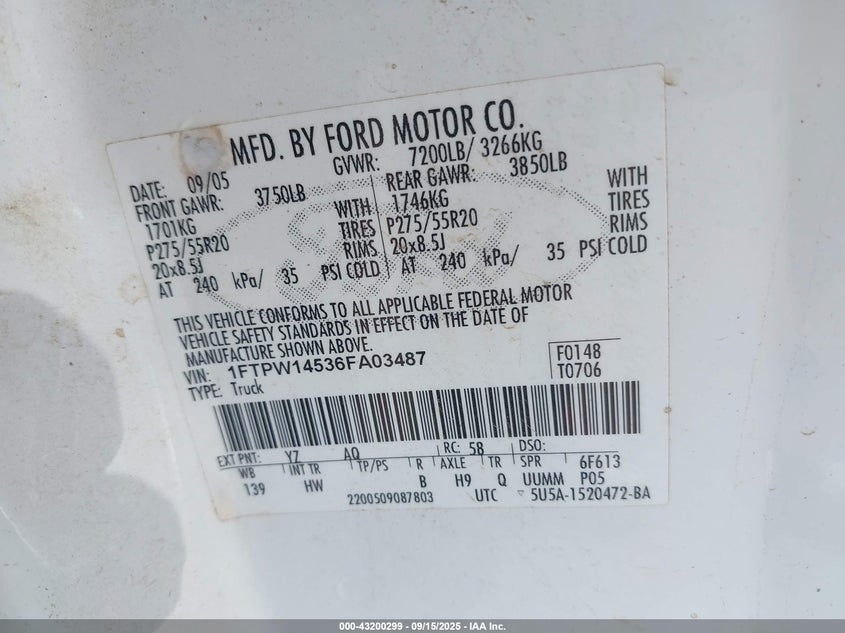 MFD. BY FORD MOTOR CO.
DATE: 09/05 GVWR: 7200LB/ 3266KG
FRONT GAWR: 3750LB REAR GAWR: 3850LB
1701KG WITH 1746KG WITH
P275/55R20 TIRES P275/55R20 TIRES
20x8.5J RIMS 20x8.5J RIMS
AT 240 kPa/ 35 PSI COLD AT 240 kPa/ 35 PSI COLD
THIS VEHICLE CONFORMS TO ALL APPLICABLE FEDERAL MOTOR
VEHICLE SAFETY STANDARDS IN EFFECT ON THE DATE OF
MANUFACTURE SHOWN ABOVE.
VIN: 1FTPW14536FA03487 F0148
TYPE: Truck T0706
EXT PNT: YZ AQ RC: 58 DSO:
WB INT TR TP/PS R AXLE TR SPR 6F613
139 HW B H9 Q UUMM P05
2200509087803 UTC ▽ 5U5A-1520472-BA
000-43200299 - 09/15/2025 - IAA Inc.